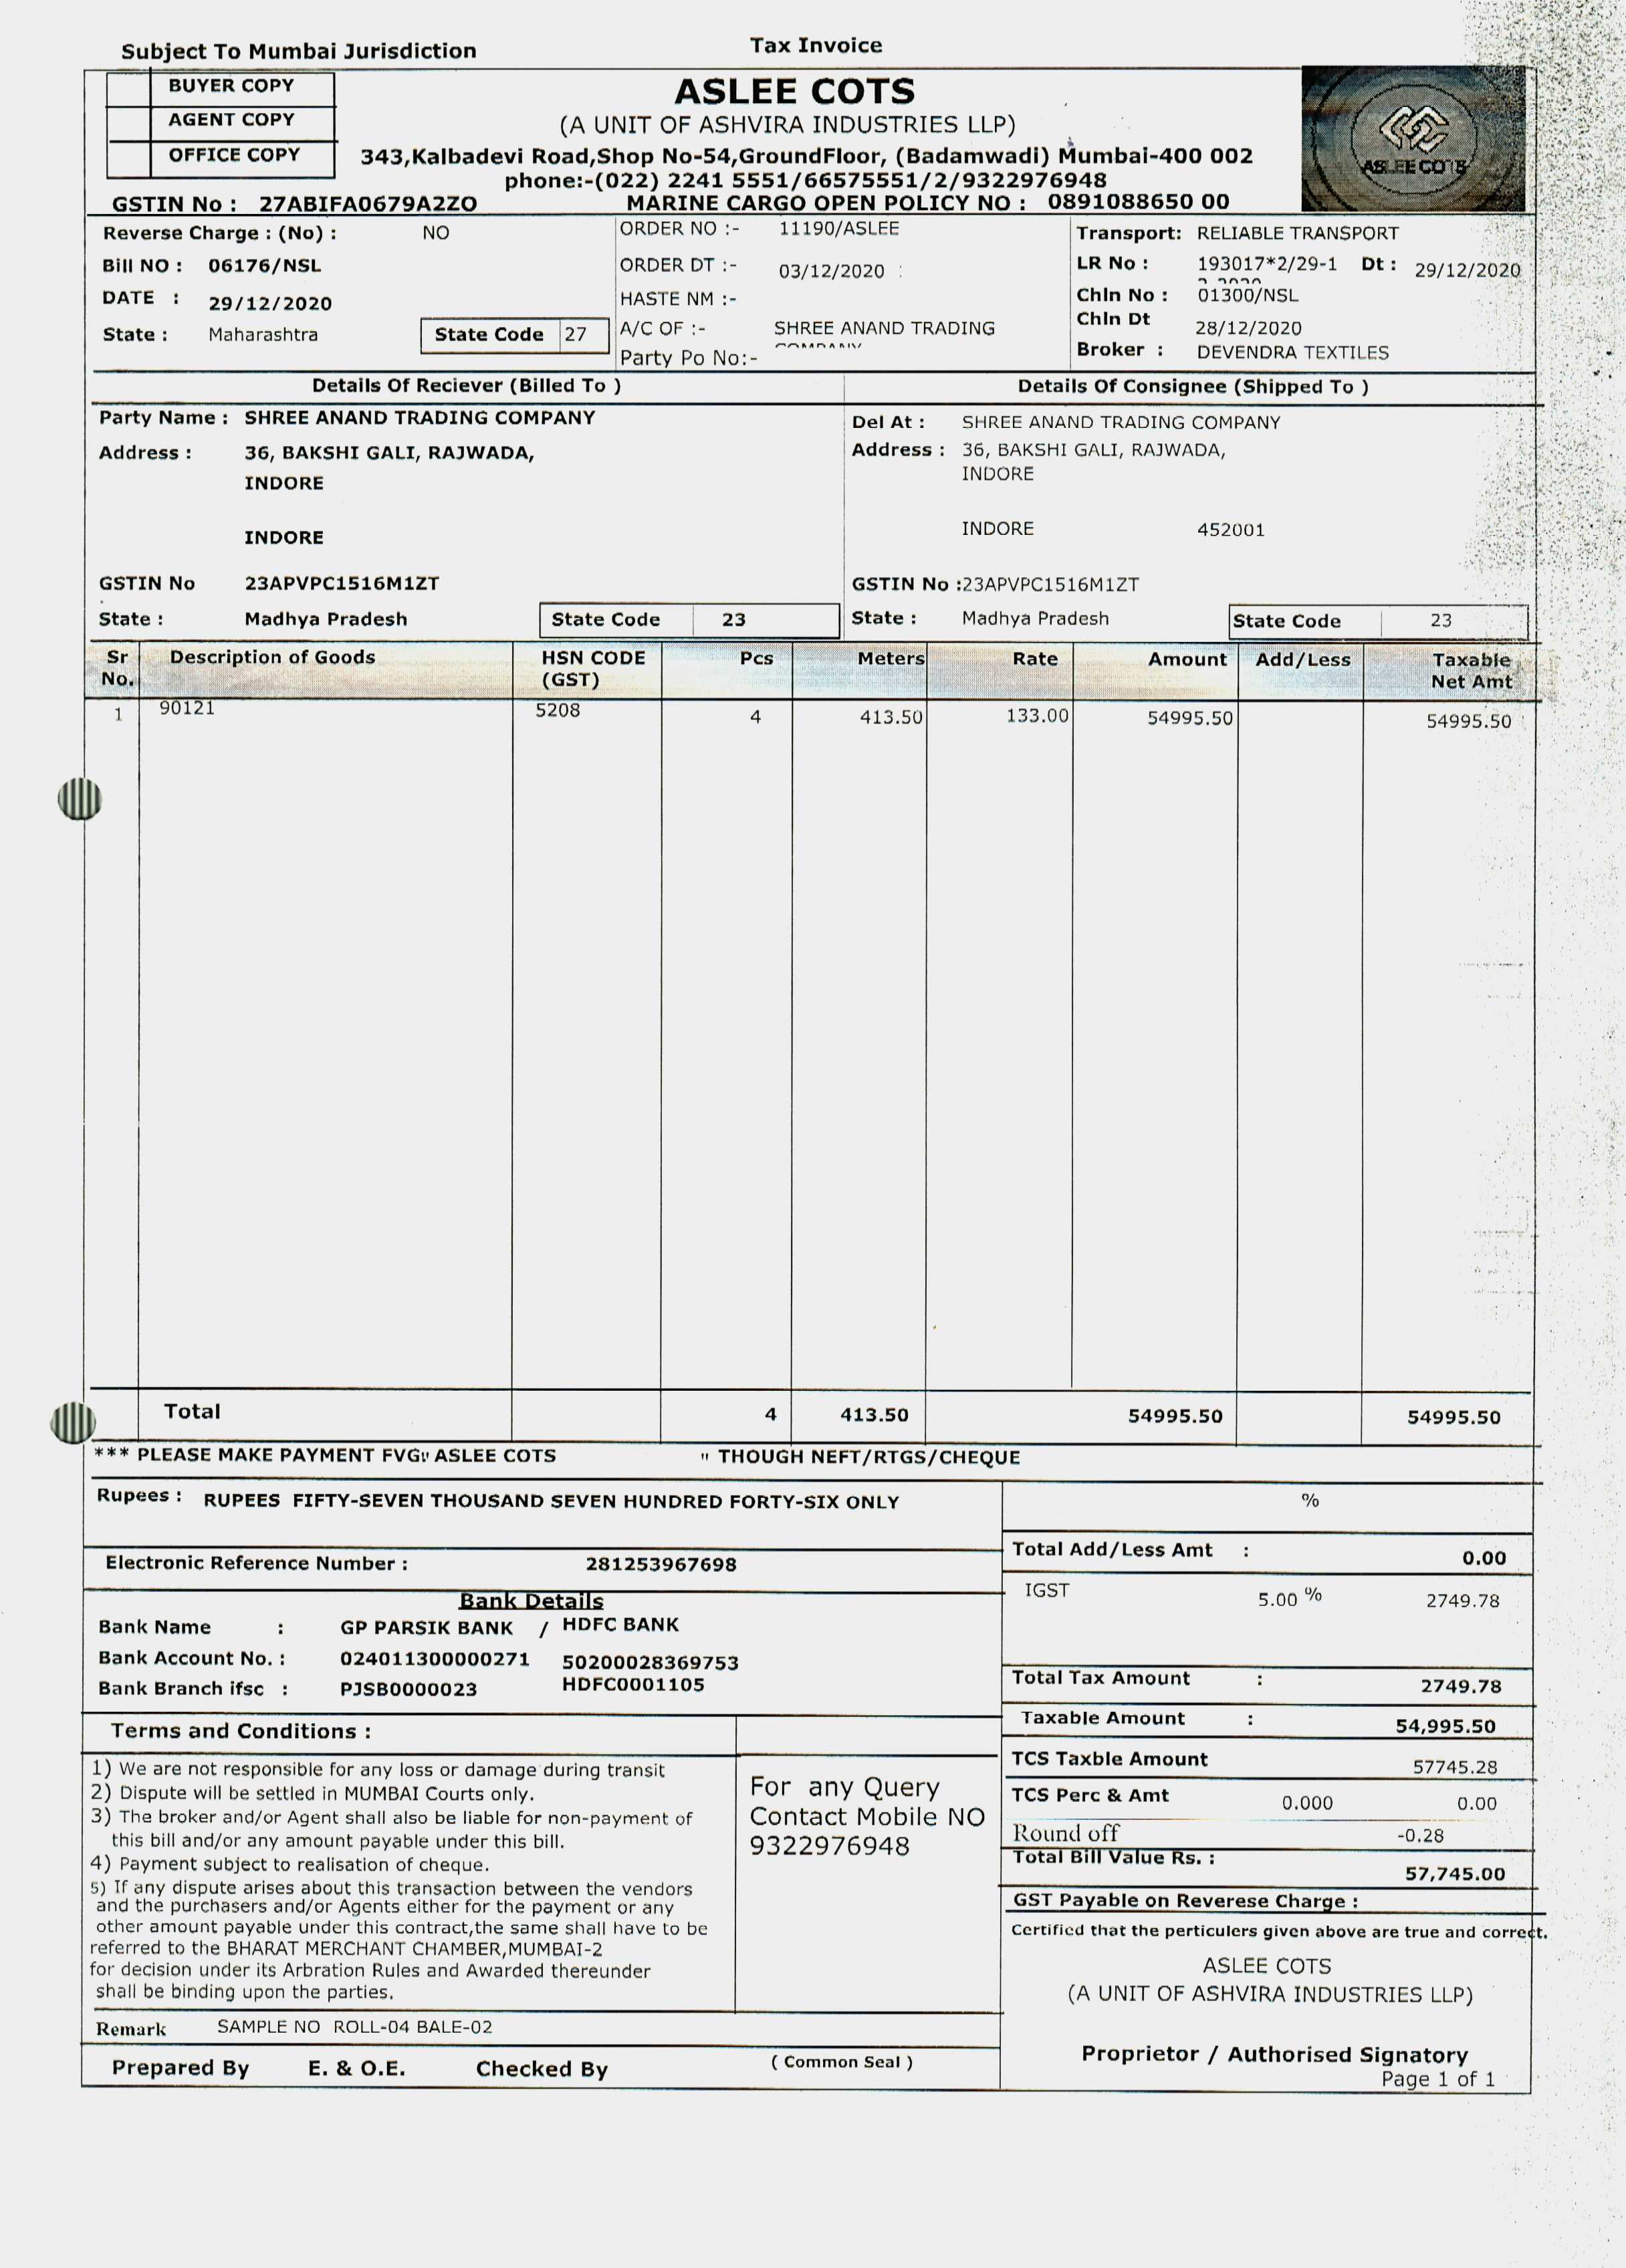 Subject To Mumbai Jurisdiction
Tax Invoice
BUYER COPY
AGENT COPY
OFFICE COPY
ASLEE COTS
(A UNIT OF ASHVIRA INDUSTRIES LLP)
343,Kalbadevi Road,Shop No-54,GroundFloor, (Badamwadi) Mumbai-400 002
phone:-(022) 2241 5551/66575551/2/9322976948
ASLEE COTS
GSTIN No : 27ABIFA0679A2ZO MARINE CARGO OPEN POLICY NO : 0891088650 00
Reverse Charge : (No) : NO
Bill NO : 06176/NSL
DATE : 29/12/2020
State : Maharashtra State Code 27
ORDER NO :- 11190/ASLEE
ORDER DT :- 03/12/2020
HASTE NM :-
A/C OF :- SHREE ANAND TRADING
Party Po No:-
Transport: RELIABLE TRANSPORT
LR No : 193017*2/29-1 Dt : 29/12/2020
Chln No : 01300/NSL
Chln Dt 28/12/2020
Broker : DEVENDRA TEXTILES
Details Of Reciever (Billed To )
Party Name : SHREE ANAND TRADING COMPANY
Address : 36, BAKSHI GALI, RAJWADA,
INDORE
INDORE
GSTIN No 23APVPC1516M1ZT
State : Madhya Pradesh State Code 23
Details Of Consignee (Shipped To )
Del At : SHREE ANAND TRADING COMPANY
Address : 36, BAKSHI GALI, RAJWADA,
INDORE
INDORE 452001
GSTIN No :23APVPC1516M1ZT
State : Madhya Pradesh State Code 23
Sr No. Description of Goods HSN CODE (GST) Pcs Meters Rate Amount Add/Less Taxable Net Amt
1 90121 5208 4 413.50 133.00 54995.50 54995.50
Total 4 413.50 54995.50 54995.50
*** PLEASE MAKE PAYMENT FVG" ASLEE COTS " THOUGH NEFT/RTGS/CHEQUE
Rupees : RUPEES FIFTY-SEVEN THOUSAND SEVEN HUNDRED FORTY-SIX ONLY
Electronic Reference Number : 281253967698
Bank Details
Bank Name : GP PARSIK BANK / HDFC BANK
Bank Account No. : 024011300000271 50200028369753
Bank Branch ifsc : PJSB0000023 HDFC0001105
%
Total Add/Less Amt : 0.00
IGST 5.00 % 2749.78
Total Tax Amount : 2749.78
Taxable Amount : 54,995.50
TCS Taxble Amount 57745.28
TCS Perc & Amt 0.000 0.00
Round off -0.28
Total Bill Value Rs. : 57,745.00
GST Payable on Reverese Charge :
Certified that the perticulers given above are true and correct.
ASLEE COTS
(A UNIT OF ASHVIRA INDUSTRIES LLP)
Proprietor / Authorised Signatory
Page 1 of 1
Terms and Conditions :
1) We are not responsible for any loss or damage during transit
2) Dispute will be settled in MUMBAI Courts only.
3) The broker and/or Agent shall also be liable for non-payment of
this bill and/or any amount payable under this bill.
4) Payment subject to realisation of cheque.
5) If any dispute arises about this transaction between the vendors
and the purchasers and/or Agents either for the payment or any
other amount payable under this contract,the same shall have to be
referred to the BHARAT MERCHANT CHAMBER,MUMBAI-2
for decision under its Arbration Rules and Awarded thereunder
shall be binding upon the parties.
For any Query
Contact Mobile NO
9322976948
Remark SAMPLE NO ROLL-04 BALE-02
Prepared By E. & O.E. Checked By ( Common Seal )